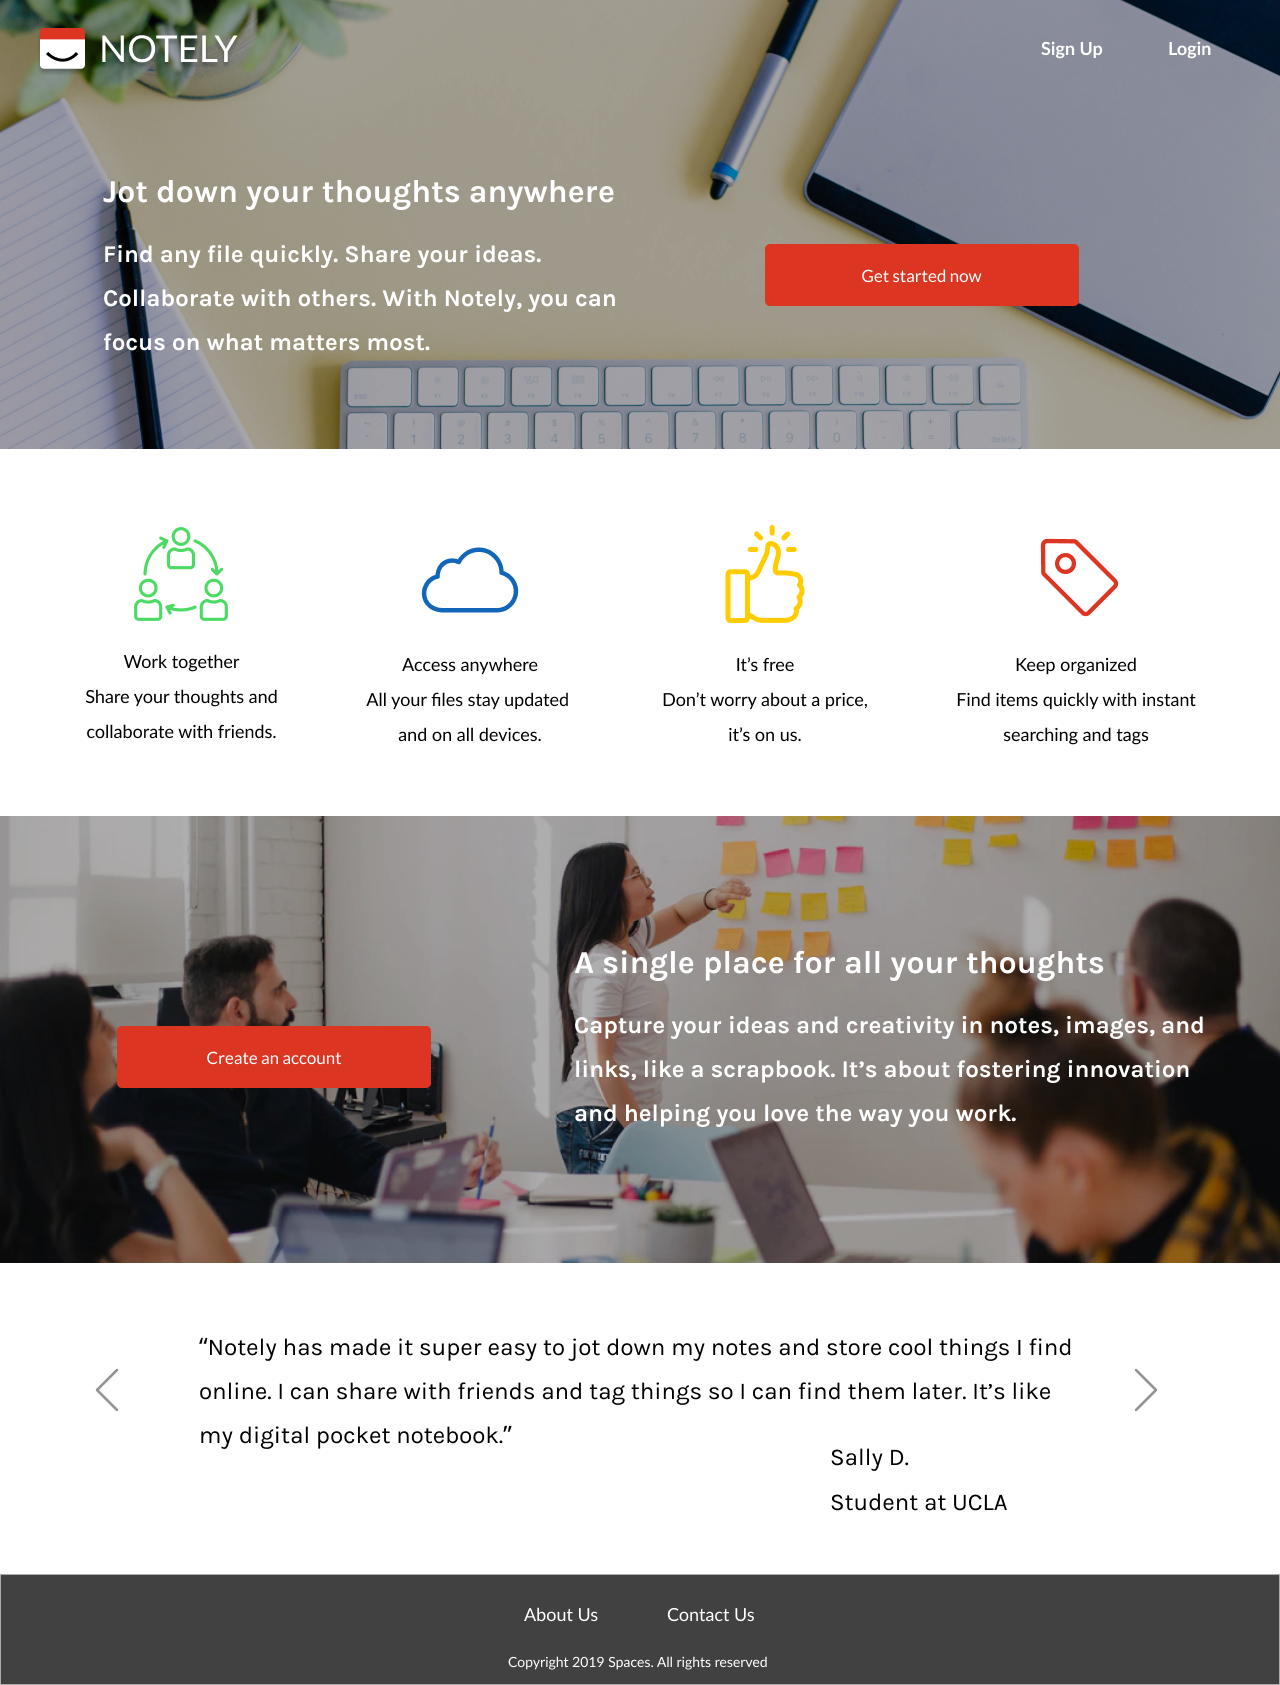 NOTELY
Sign Up
Login
Jot down your thoughts anywhere
Find any file quickly. Share your ideas.
Collaborate with others. With Notely, you can
focus on what matters most.
Get started now
Work together
Share your thoughts and
collaborate with friends.
Access anywhere
All your files stay updated
and on all devices.
It’s free
Don’t worry about a price,
it’s on us.
Keep organized
Find items quickly with instant
searching and tags
A single place for all your thoughts
Capture your ideas and creativity in notes, images, and
links, like a scrapbook. It’s about fostering innovation
and helping you love the way you work.
Create an account
“Notely has made it super easy to jot down my notes and store cool things I find
online. I can share with friends and tag things so I can find them later. It’s like
my digital pocket notebook.”
Sally D.
Student at UCLA
About Us
Contact Us
Copyright 2019 Spaces. All rights reserved